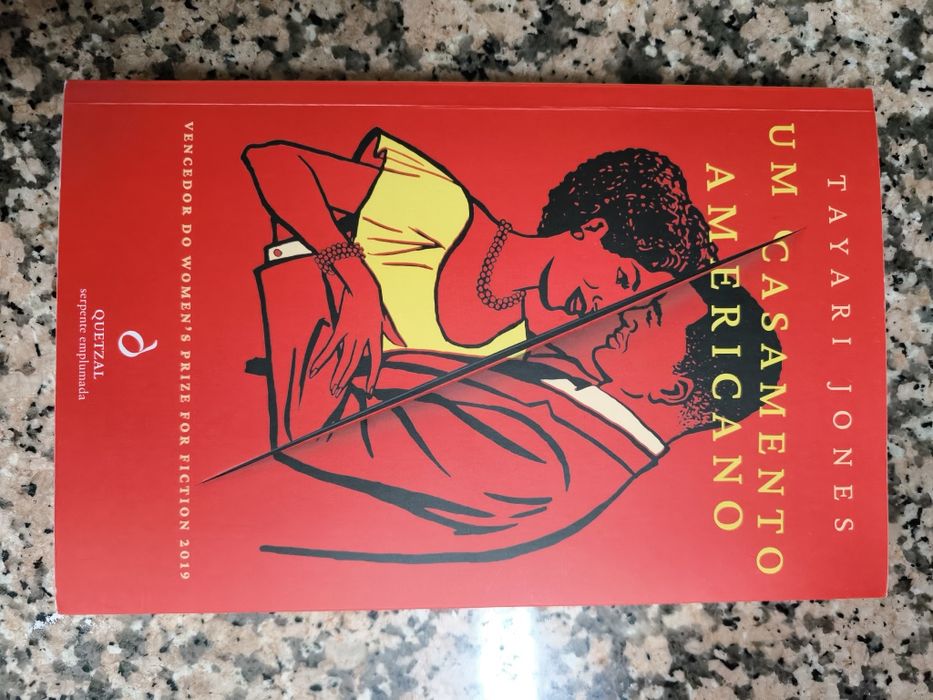 TAYARI JONES
UM CASAMENTO
AMERICANO
VENCEDOR DO WOMEN'S PRIZE FOR FICTION 2019
QUETZAL
serpente emplumada